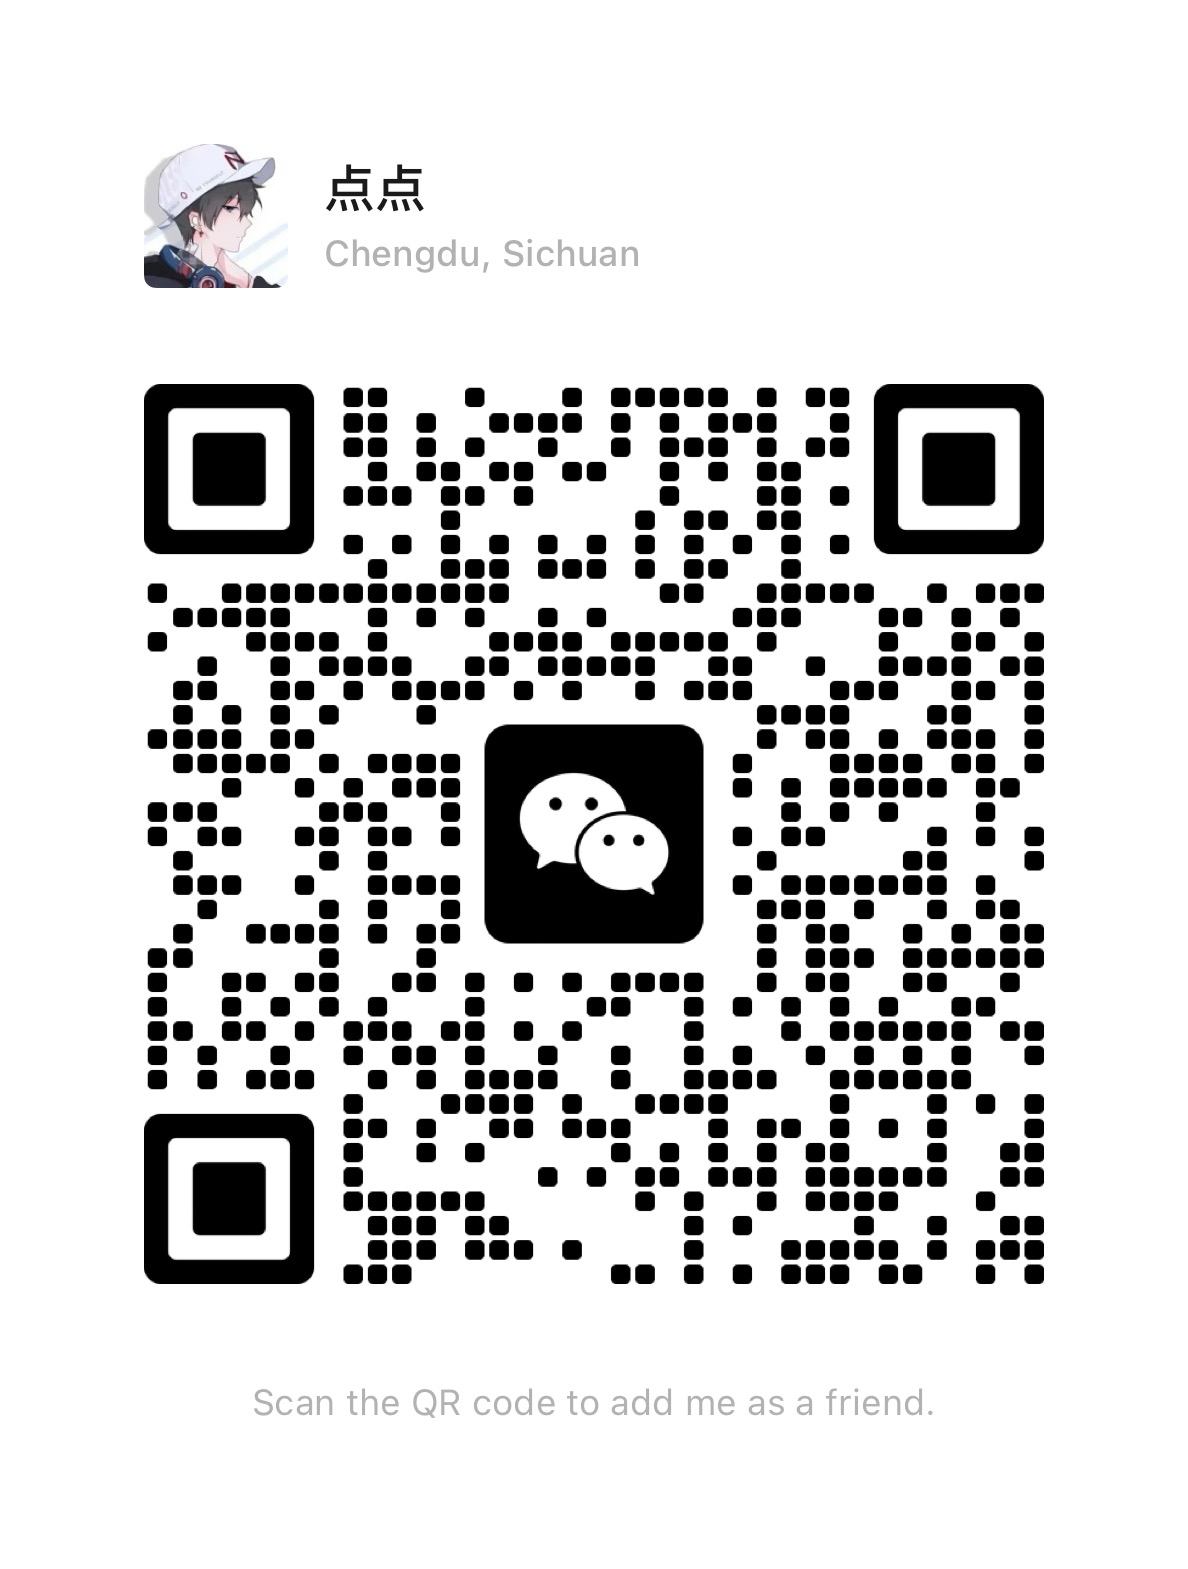 点点
Chengdu, Sichuan
Scan the QR code to add me as a friend.